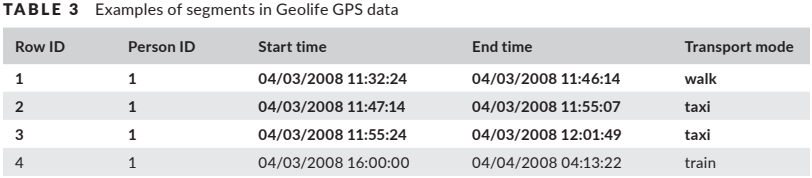 TABLE 3 Examples of segments in Geolife GPS data
Row ID Person ID Start time End time Transport mode
1 1 04/03/2008 11:32:24 04/03/2008 11:46:14 walk
2 1 04/03/2008 11:47:14 04/03/2008 11:55:07 taxi
3 1 04/03/2008 11:55:24 04/03/2008 12:01:49 taxi
4 1 04/03/2008 16:00:00 04/04/2008 04:13:22 train